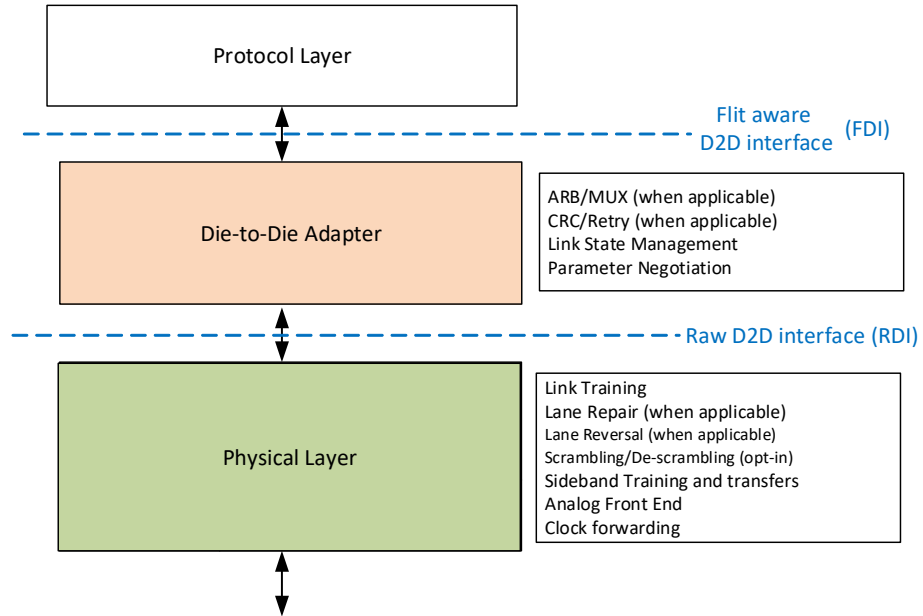 Protocol Layer
Flit aware
D2D interface (FDI)
Die-to-Die Adapter
ARB/MUX (when applicable)
CRC/Retry (when applicable)
Link State Management
Parameter Negotiation
Raw D2D interface (RDI)
Physical Layer
Link Training
Lane Repair (when applicable)
Lane Reversal (when applicable)
Scrambling/De-scrambling (opt-in)
Sideband Training and transfers
Analog Front End
Clock forwarding